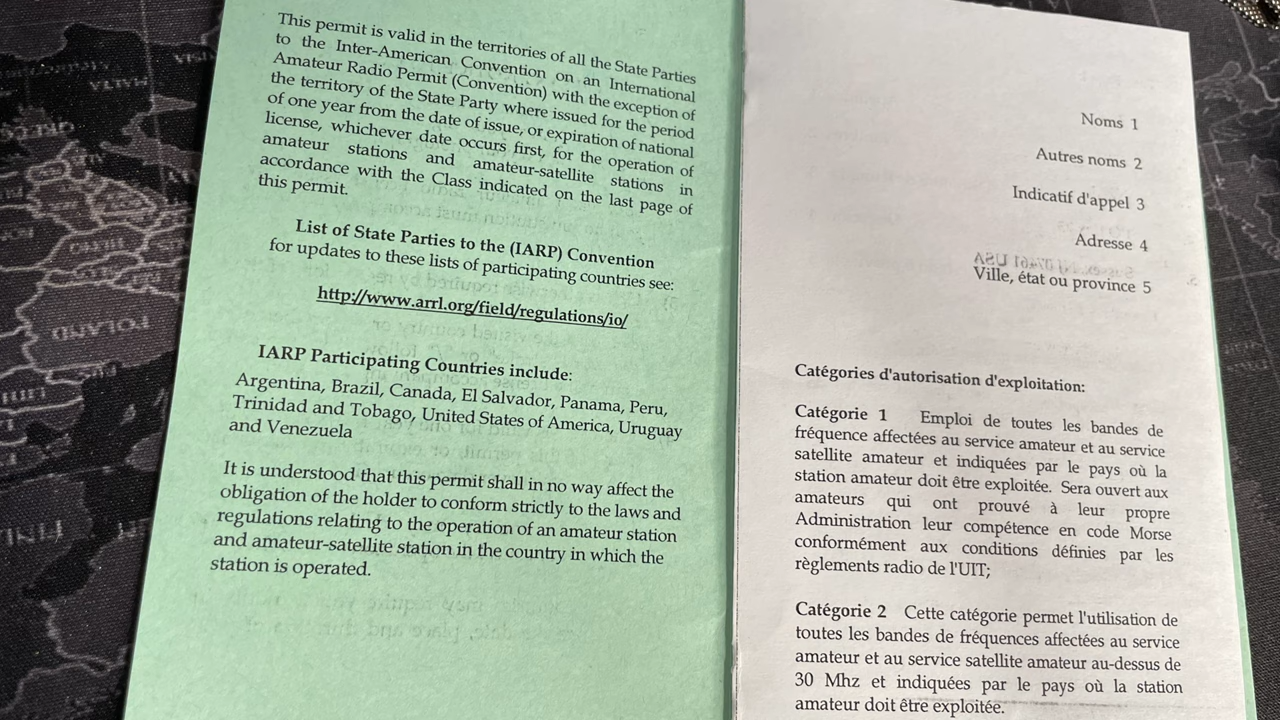 This permit is valid in the territories of all the State Parties
to the Inter-American Convention on an International
Amateur Radio Permit (Convention) with the exception of
the territory of the State Party where issued for the period
of one year from the date of issue, or expiration of national
license, whichever date occurs first, for the operation of
amateur stations and amateur-satellite stations in
accordance with the Class indicated on the last page of
this permit.
List of State Parties to the (IARP) Convention
for updates to these lists of participating countries see:
http://www.arrl.org/field/regulations/io/
IARP Participating Countries include:
Argentina, Brazil, Canada, El Salvador, Panama, Peru,
Trinidad and Tobago, United States of America, Uruguay
and Venezuela
It is understood that this permit shall in no way affect the
obligation of the holder to conform strictly to the laws and
regulations relating to the operation of an amateur station
and amateur-satellite station in the country in which the
station is operated.
Noms 1
Autres noms 2
Indicatif d'appel 3
Adresse 4
Ville, état ou province 5
Catégories d'autorisation d'exploitation:
Catégorie 1 Emploi de toutes les bandes de
fréquence affectées au service amateur et au service
satellite amateur et indiquées par le pays où la
station amateur doit être exploitée. Sera ouvert aux
amateurs qui ont prouvé à leur propre
Administration leur compétence en code Morse
conformément aux conditions définies par les
règlements radio de l'UIT;
Catégorie 2 Cette catégorie permet l'utilisation de
toutes les bandes de fréquences affectées au service
amateur et au service satellite amateur au-dessus de
30 Mhz et indiquées par le pays où la station
amateur doit être exploitée.
POLAND
MALTA